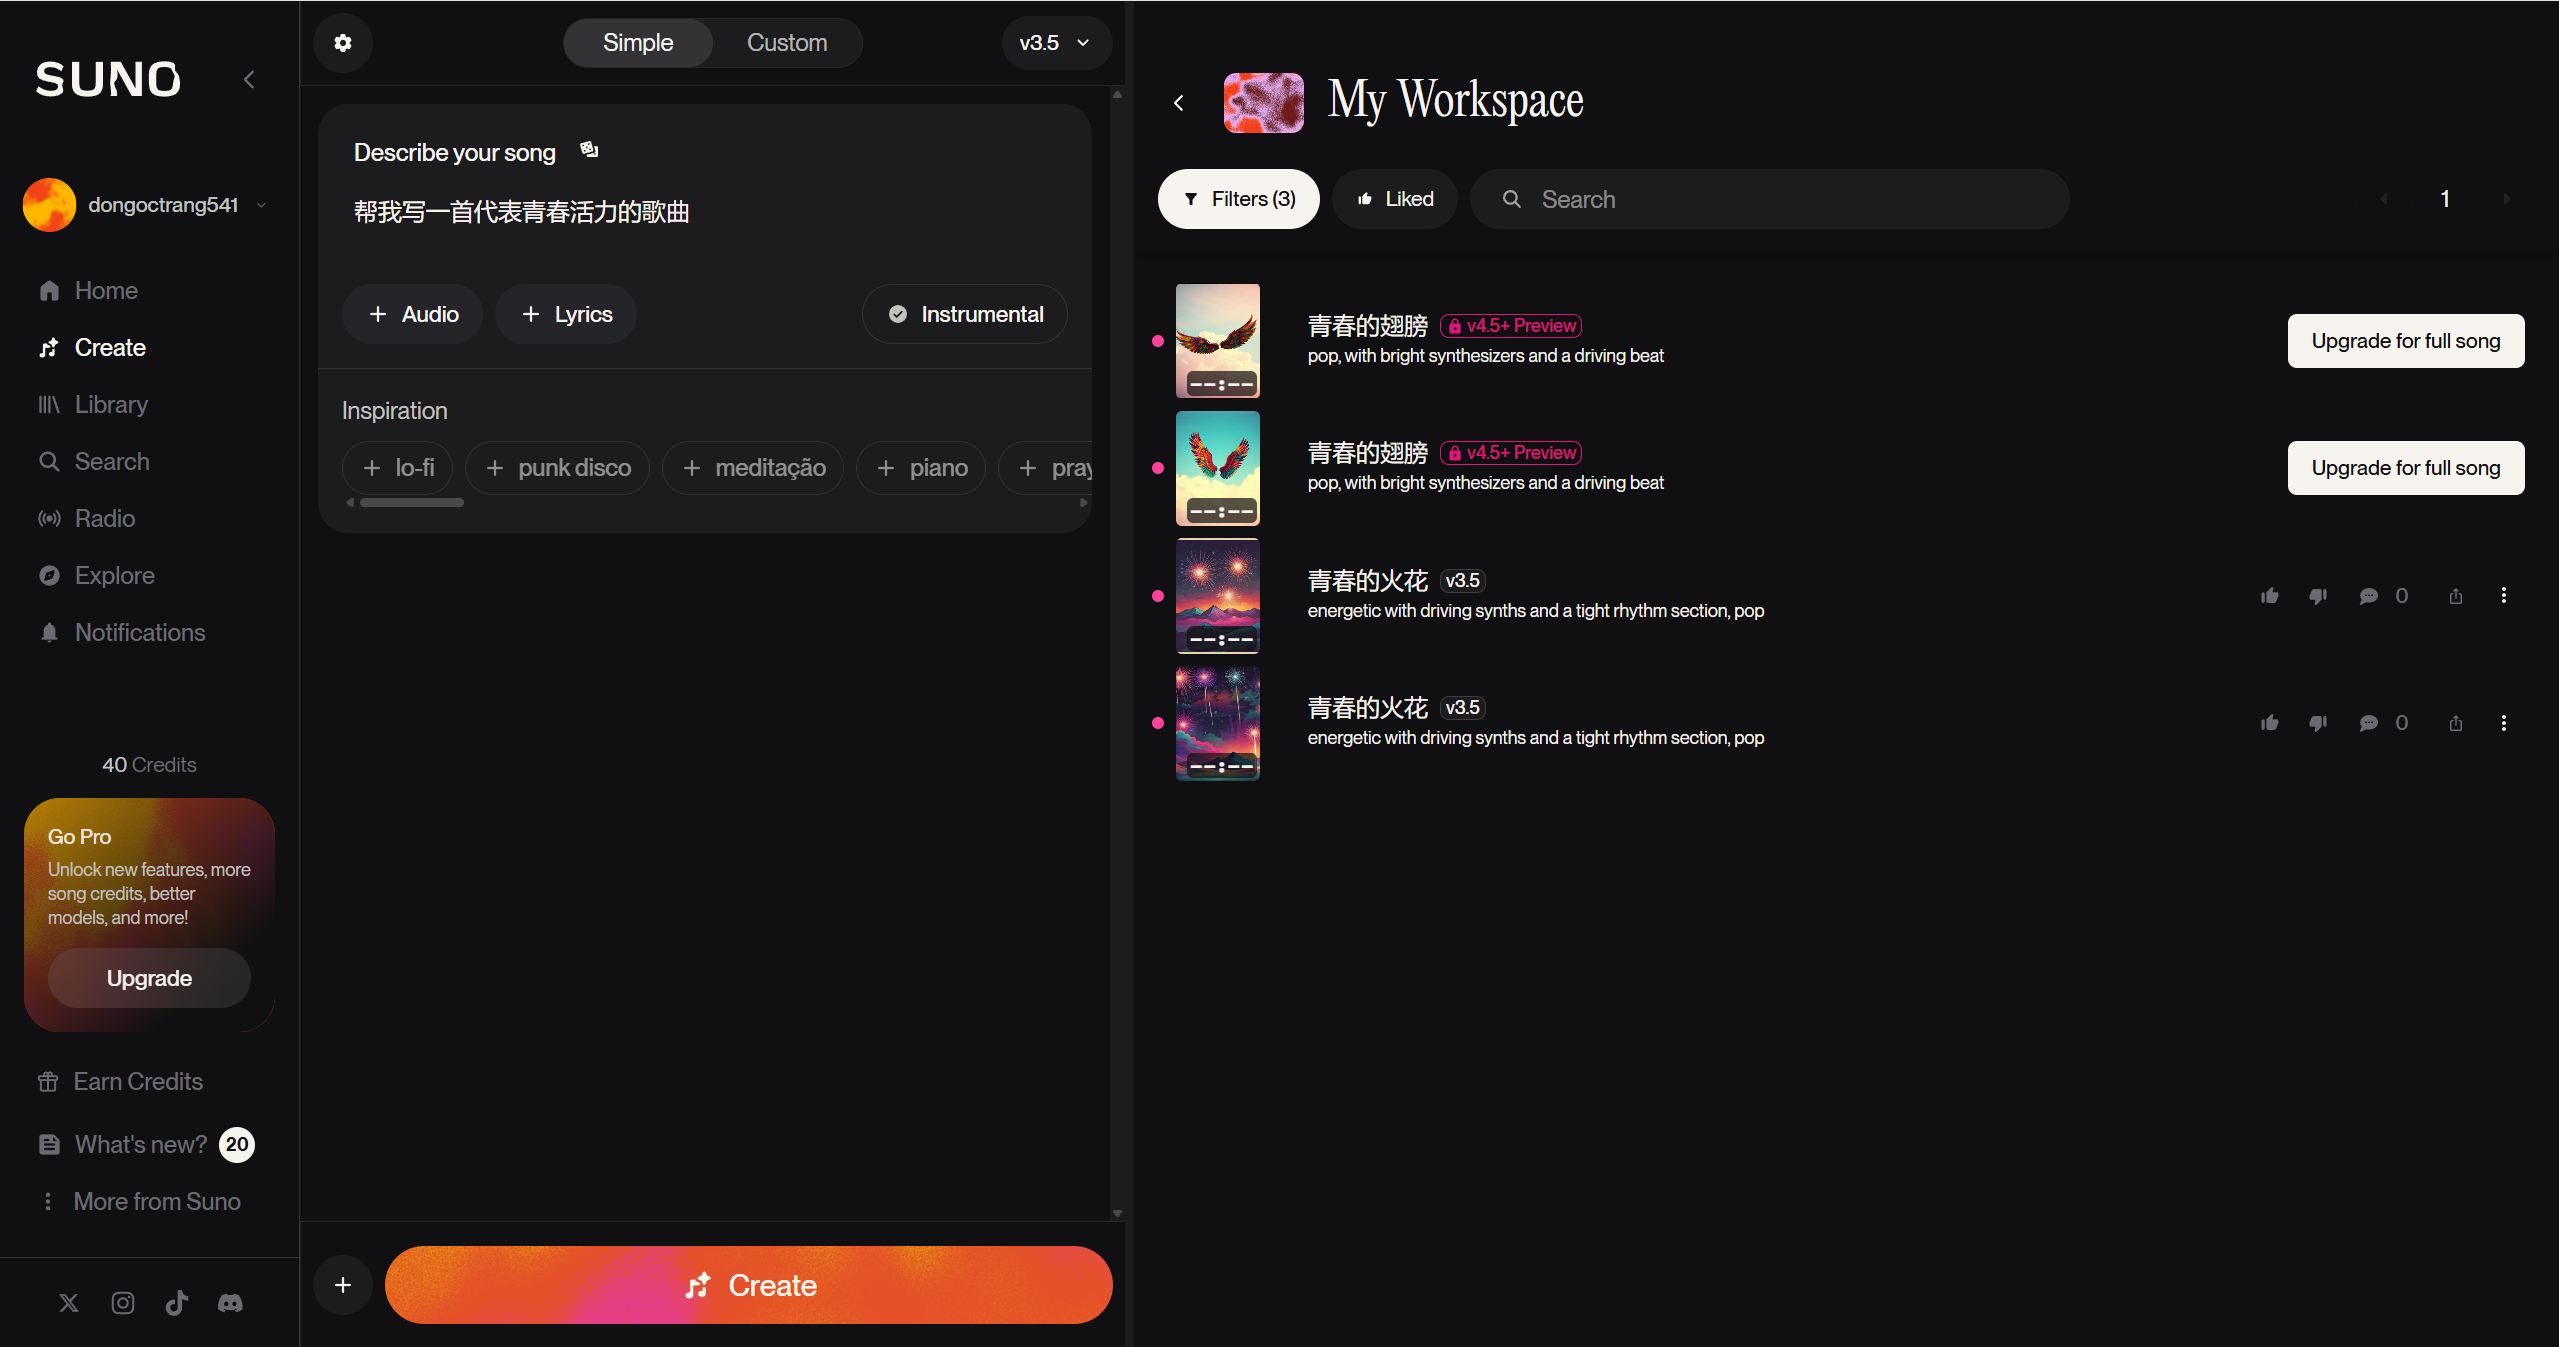 SUNO
dongoctrang541
Home
Create
Library
Search
Radio
Explore
Notifications
40 Credits
Go Pro
Unlock new features, more
song credits, better
models, and more!
Upgrade
Earn Credits
What's new? 20
More from Suno
Simple Custom v3.5
Describe your song
帮我写一首代表青春活力的歌曲
Audio Lyrics Instrumental
Inspiration
lo-fi punk disco meditação piano pray
Create
My Workspace
Filters (3) Liked Search 1
青春的翅膀 v4.5+ Preview
pop, with bright synthesizers and a driving beat
--:--
Upgrade for full song
青春的翅膀 v4.5+ Preview
pop, with bright synthesizers and a driving beat
--:--
Upgrade for full song
青春的火花 v3.5
energetic with driving synths and a tight rhythm section, pop
--:--
0
青春的火花 v3.5
energetic with driving synths and a tight rhythm section, pop
--:--
0